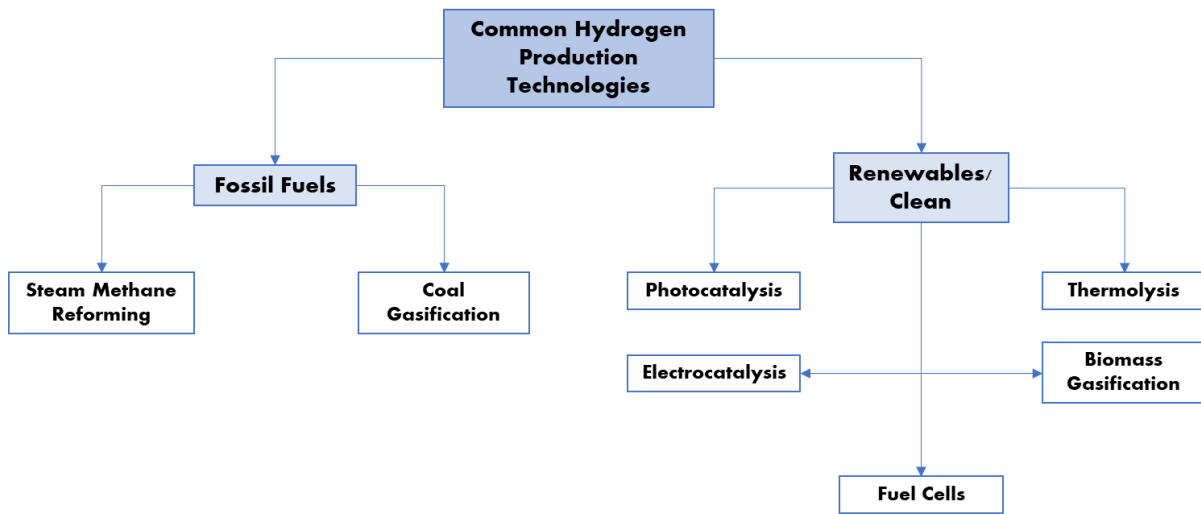 Common Hydrogen
Production
Technologies
Fossil Fuels
Renewables/
Clean
Steam Methane
Reforming
Coal
Gasification
Photocatalysis
Thermolysis
Electrocatalysis
Biomass
Gasification
Fuel Cells